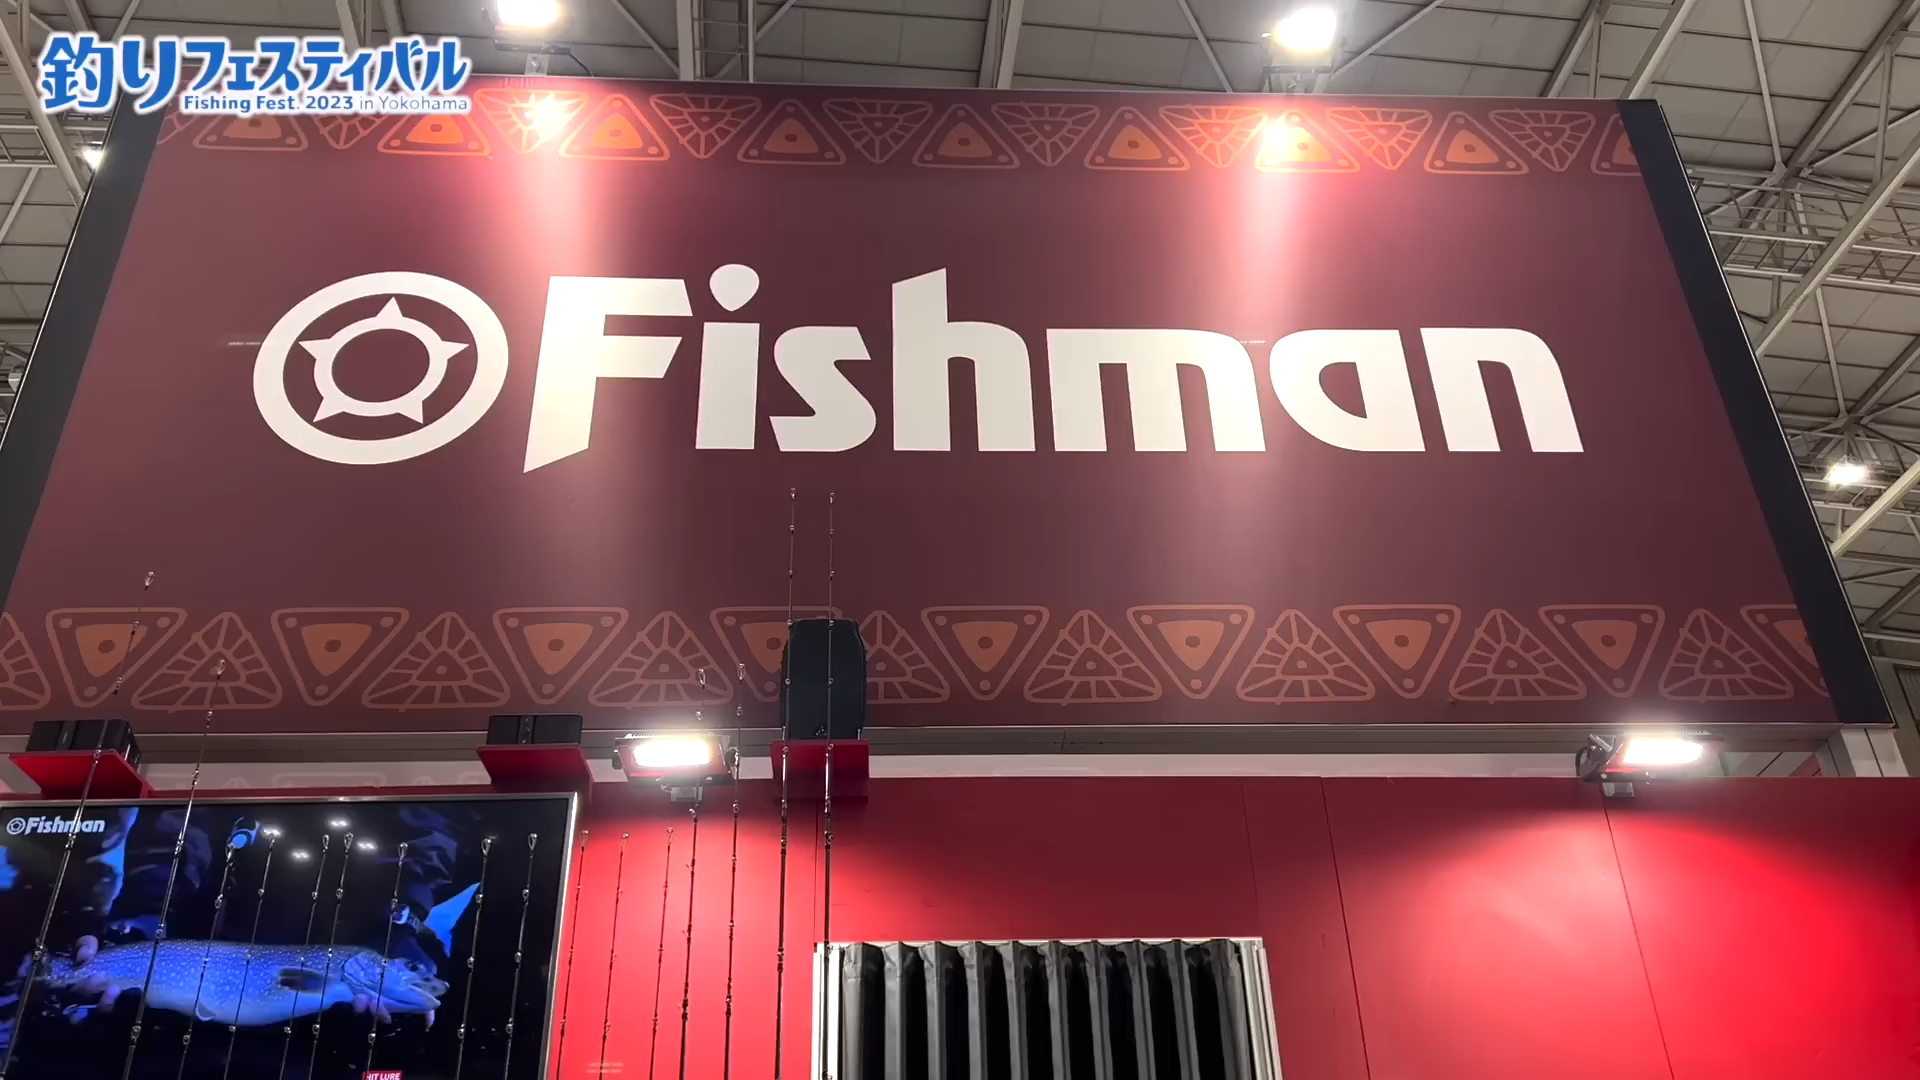 釣りフェスティバル
Fishing Fest. 2023 in Yokohama
Fishman
Fishman
HIT LURE